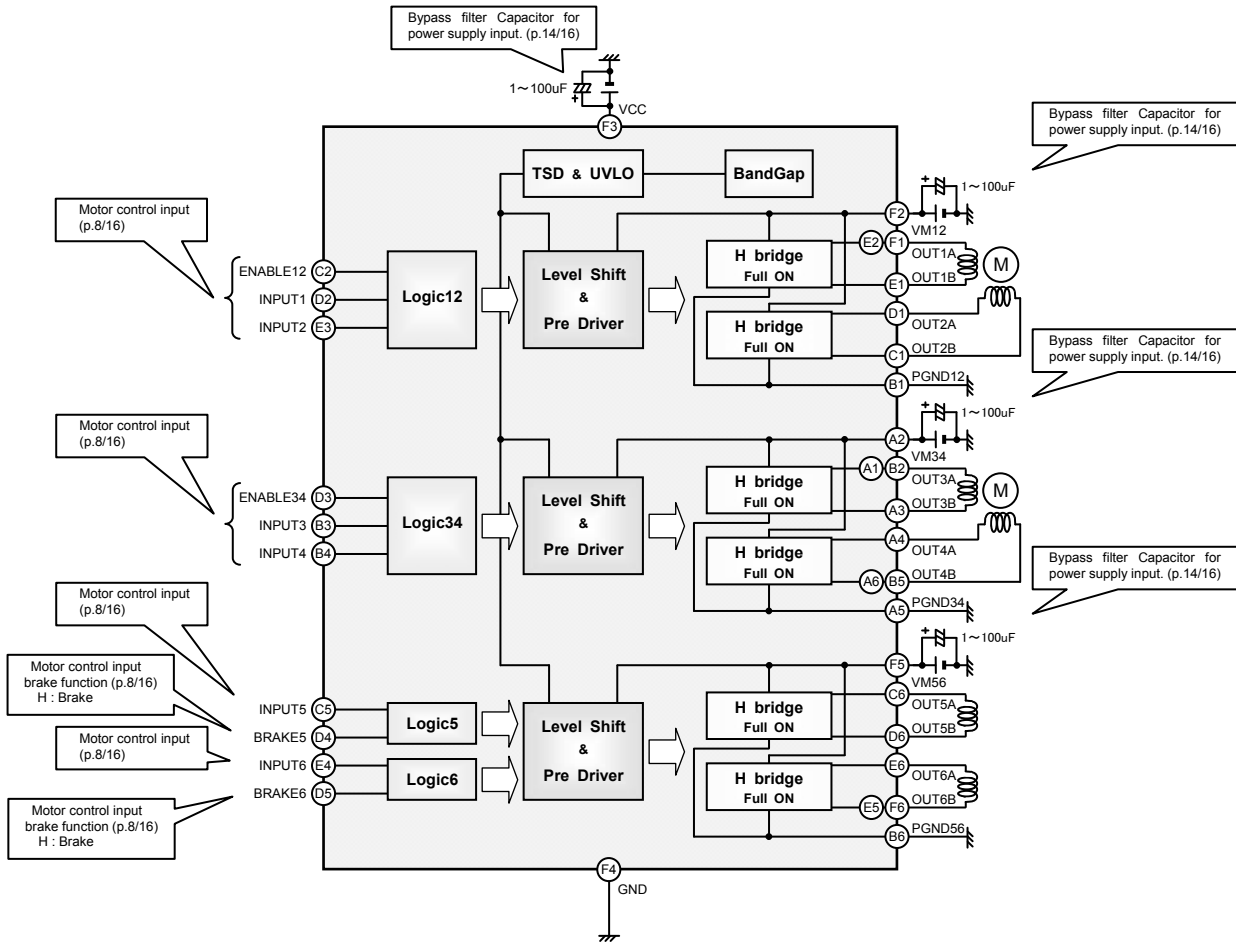 Bypass filter Capacitor for
power supply input. (p.14/16)
1～100uF
+
VCC
F3
Bypass filter Capacitor for
power supply input. (p.14/16)
TSD & UVLO
BandGap
+
1～100uF
F2
VM12
Motor control input
(p.8/16)
ENABLE12 C2
INPUT1 D2
INPUT2 E3
Logic12
Level Shift
&
Pre Driver
H bridge
Full ON
H bridge
Full ON
E2 F1
OUT1A
M
OUT1B
E1
D1
OUT2A
C1 OUT2B
B1 PGND12
Bypass filter Capacitor for
power supply input. (p.14/16)
+
1～100uF
A2
VM34
Motor control input
(p.8/16)
ENABLE34 D3
INPUT3 B3
INPUT4 B4
Logic34
Level Shift
&
Pre Driver
H bridge
Full ON
H bridge
Full ON
A1 B2
OUT3A
M
OUT3B
A3
A4
OUT4A
OUT4B
A6 B5
A5 PGND34
Bypass filter Capacitor for
power supply input. (p.14/16)
+
1～100uF
F5
VM56
Motor control input
(p.8/16)
Motor control input
brake function (p.8/16)
H : Brake
Motor control input
(p.8/16)
Motor control input
brake function (p.8/16)
H : Brake
INPUT5 C5
BRAKE5 D4
INPUT6 E4
BRAKE6 D5
Logic5
Logic6
Level Shift
&
Pre Driver
H bridge
Full ON
H bridge
Full ON
C6
OUT5A
OUT5B
D6
E6
OUT6A
OUT6B
E5 F6
B6 PGND56
F4
GND